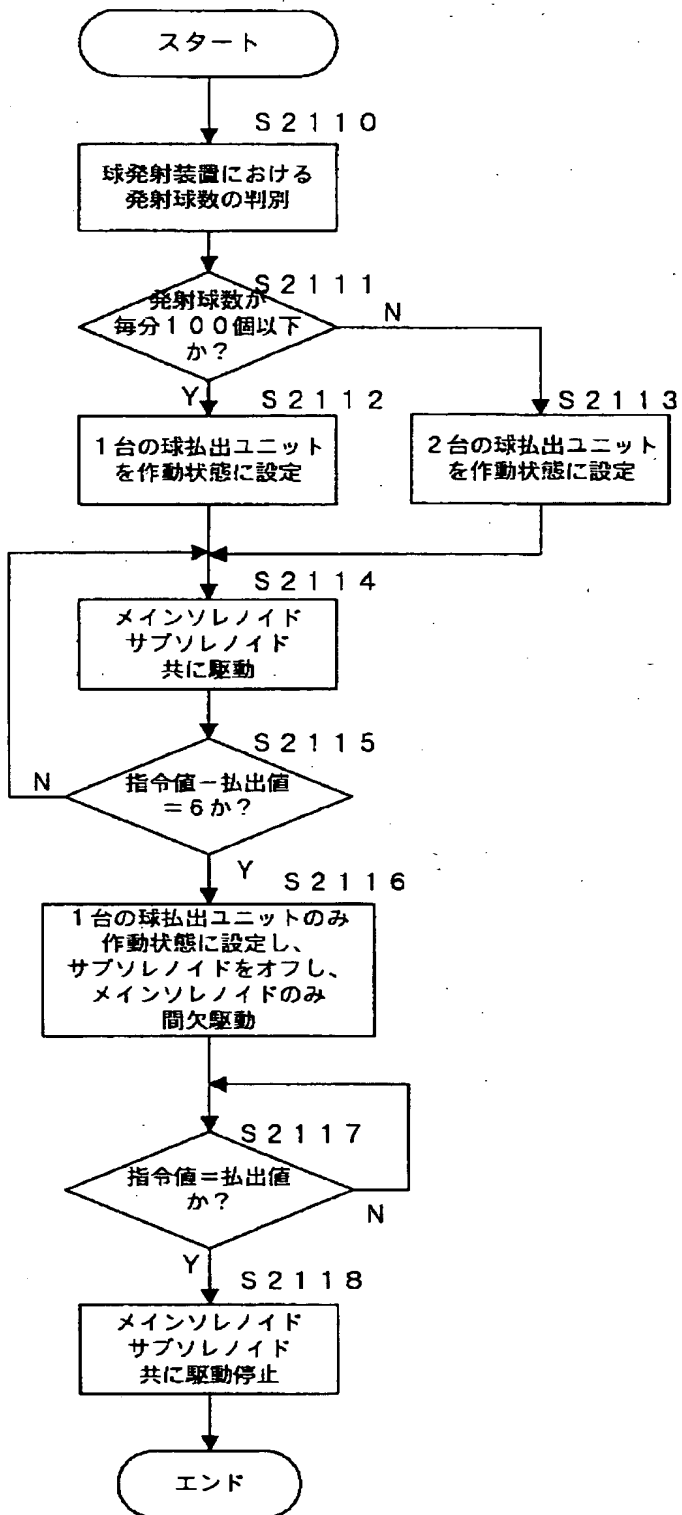 スタート
S2110
球発射装置における
発射球数の判別
S2111
発射球数が
毎分100個以下
か?
N
Y
S2112
1台の球払出ユニット
を作動状態に設定
S2113
2台の球払出ユニット
を作動状態に設定
S2114
メインソレノイド
サブソレノイド
共に駆動
S2115
指令値-払出値
=6か?
N
Y
S2116
1台の球払出ユニットのみ
作動状態に設定し、
サブソレノイドをオフし、
メインソレノイドのみ
間欠駆動
S2117
指令値=払出値
か?
N
Y
S2118
メインソレノイド
サブソレノイド
共に駆動停止
エンド